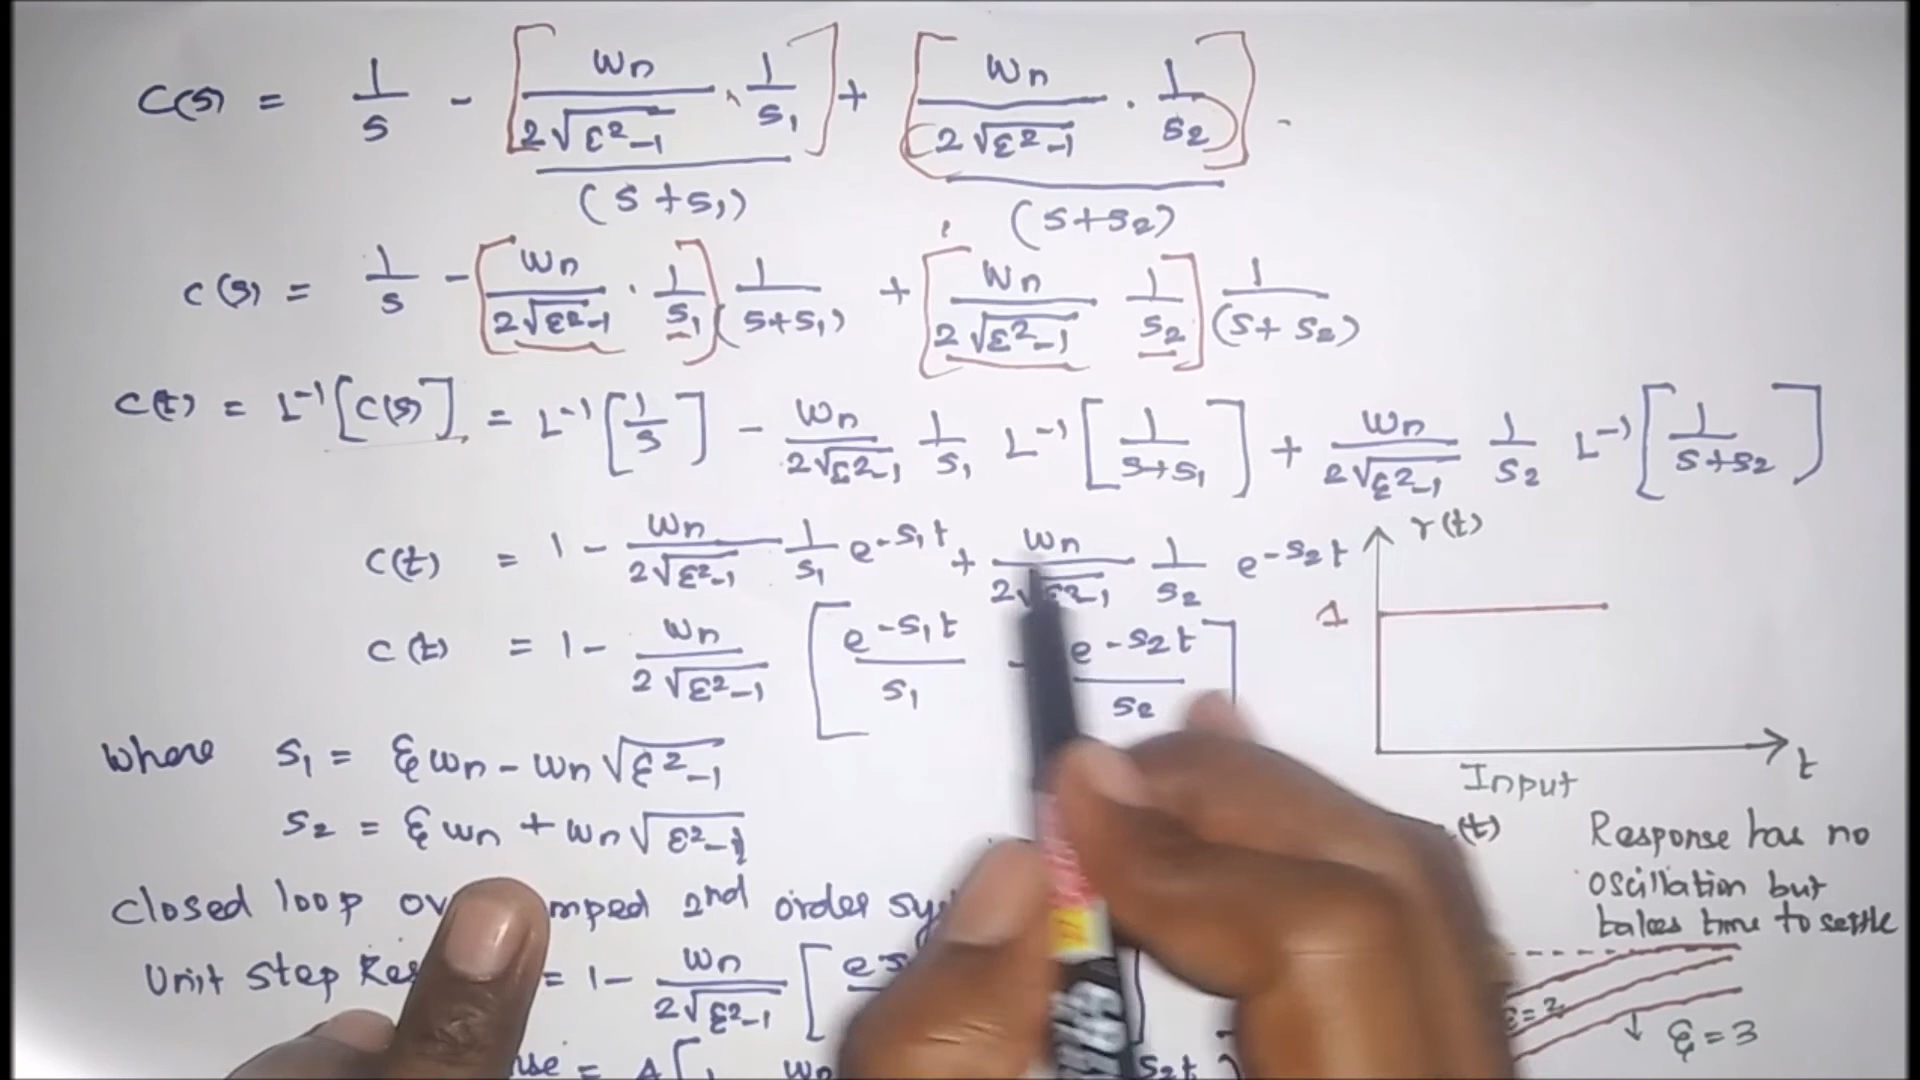 C(s) = 1/s - [ωn/2√ξ²-1 · 1/s₁]/(s+s₁) + [ωn/2√ξ²-1 · 1/s₂]/(s+s₂)
C(s) = 1/s - [ωn/2√ξ²-1 · 1/s₁] 1/(s+s₁) + [ωn/2√ξ²-1 1/s₂] 1/(s+s₂)
C(t) = L⁻¹[C(s)] = L⁻¹[1/s] - ωn/2√ξ²-1 1/s₁ L⁻¹[1/s+s₁] + ωn/2√ξ²-1 1/s₂ L⁻¹[1/s+s₂]
C(t) = 1 - ωn/2√ξ²-1 1/s₁ e^-s₁t + ωn/2√ξ²-1 1/s₂ e^-s₂t
C(t) = 1 - ωn/2√ξ²-1 [e^-s₁t/s₁ - e^-s₂t/s₂]
where s₁ = ξωn - ωn√ξ²-1
s₂ = ξωn + ωn√ξ²-1
closed loop 2nd order
Unit step = 1 - ωn/2√ξ²-1 [
= A[1 ωn s₂t
r(t)
1
t
Input
(t)
Response has no
oscillation but
takes time to settle
ξ=2
ξ=3